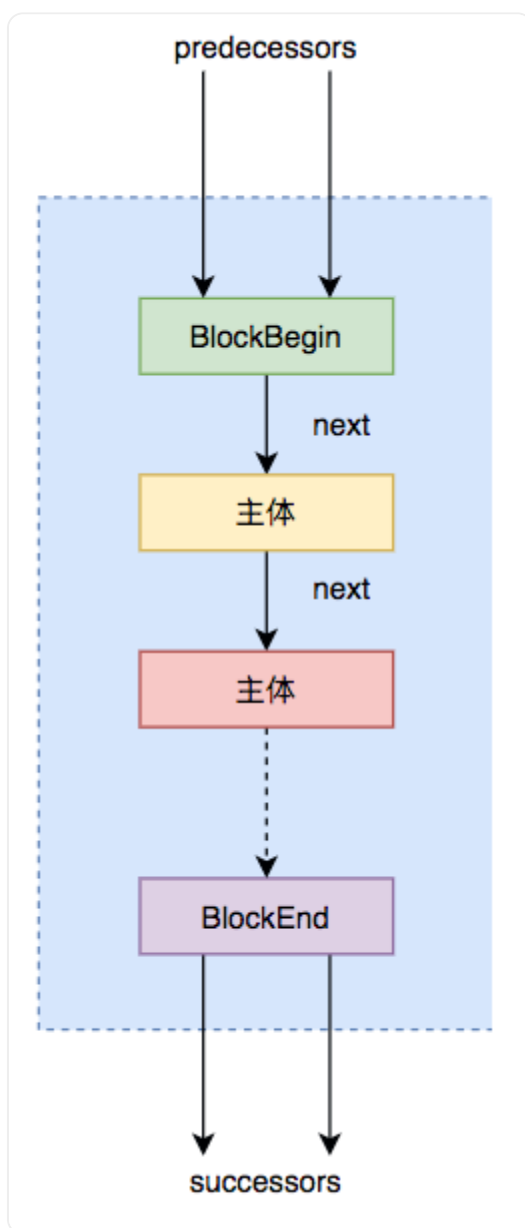 predecessors
BlockBegin
next
主体
next
主体
BlockEnd
successors